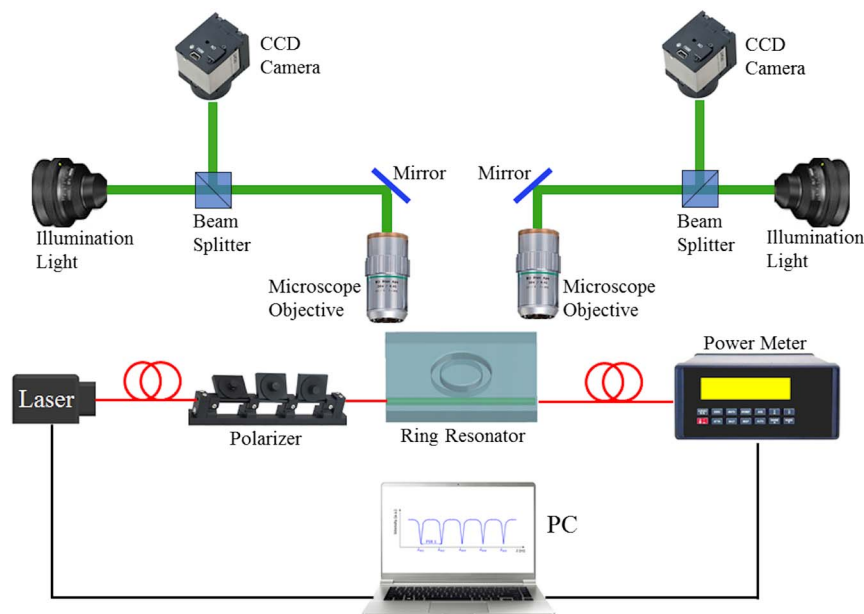 CCD
Camera
CCD
Camera
Mirror
Mirror
Beam
Splitter
Beam
Splitter
Illumination
Light
Illumination
Light
Microscope
Objective
Microscope
Objective
Power Meter
Laser
Polarizer
Ring Resonator
PC